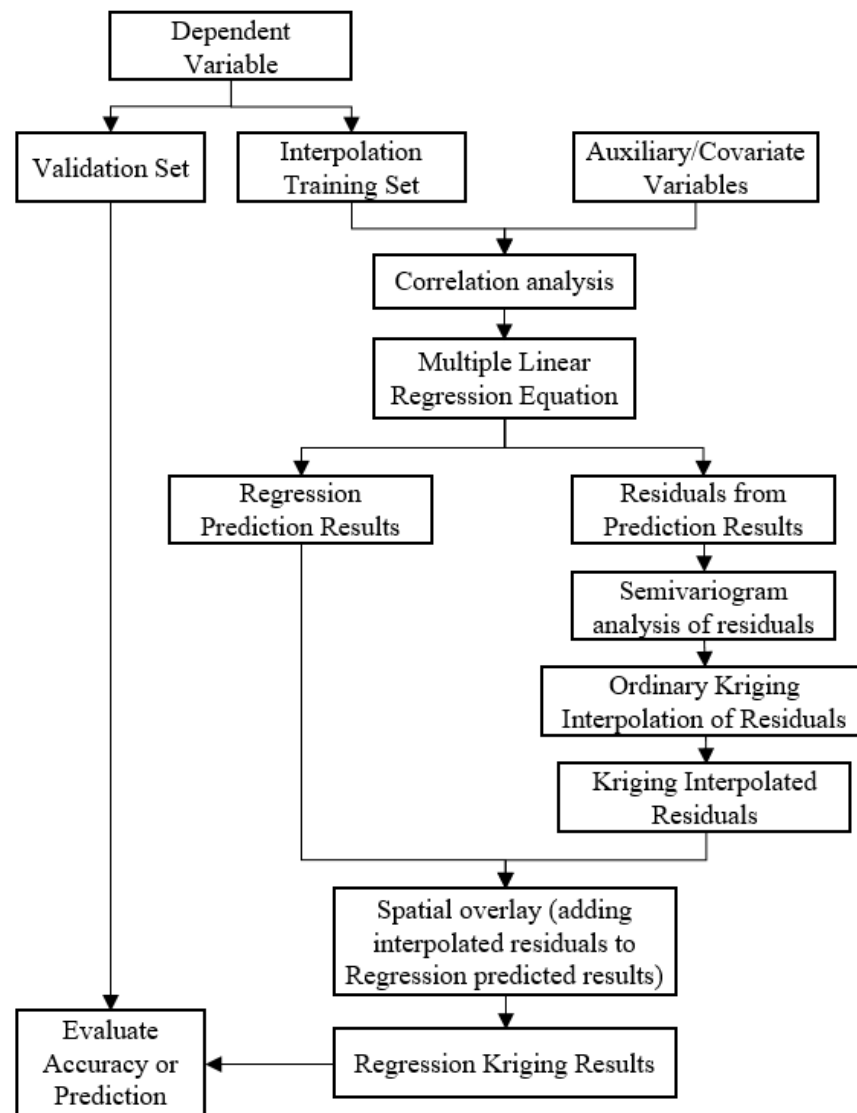 Dependent
Variable
Validation Set
Interpolation
Training Set
Auxiliary/Covariate
Variables
Correlation analysis
Multiple Linear
Regression Equation
Regression
Prediction Results
Residuals from
Prediction Results
Semivariogram
analysis of residuals
Ordinary Kriging
Interpolation of Residuals
Kriging Interpolated
Residuals
Spatial overlay (adding
interpolated residuals to
Regression predicted results)
Evaluate
Accuracy or
Prediction
Regression Kriging Results